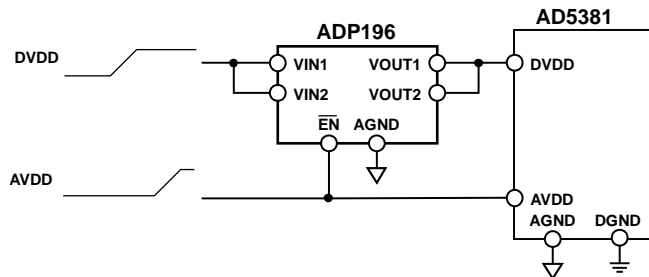 ADP196
AD5381
DVDD
VIN1
VOUT1
DVDD
VIN2
VOUT2
EN
AGND
AVDD
AVDD
AGND
DGND